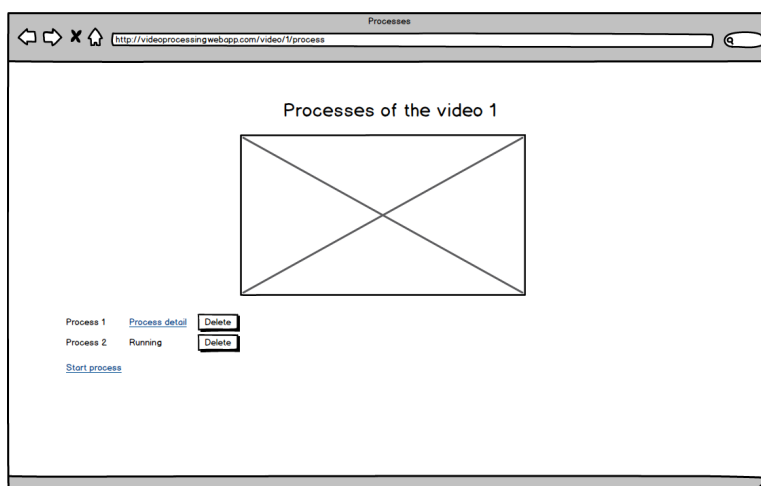 Processes
http://videoprocessingwebapp.com/video/1/process
Processes of the video 1
Process 1 Process detail Delete
Process 2 Running Delete
Start process